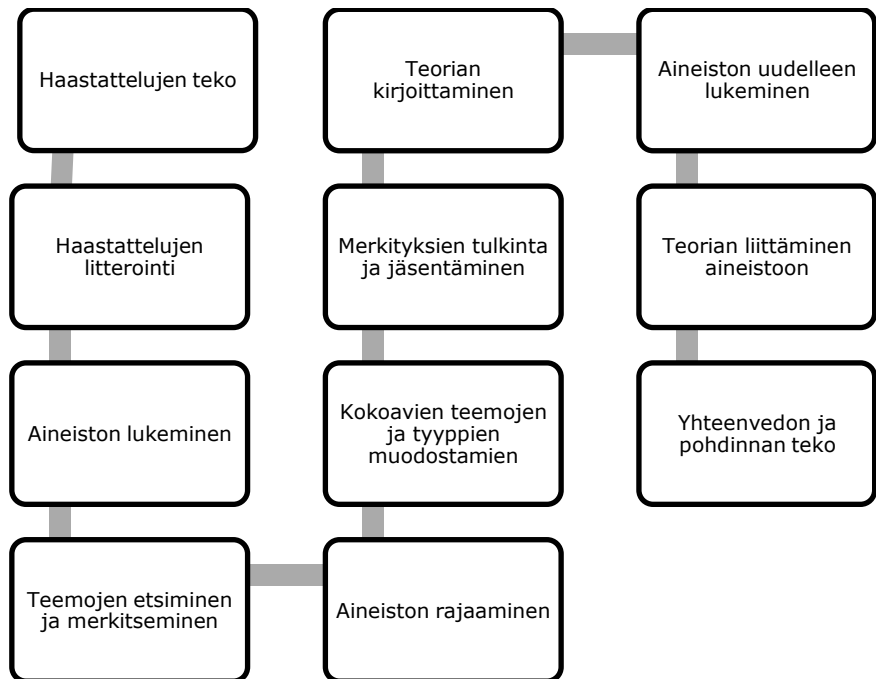 Haastattelujen teko
Haastattelujen
litterointi
Aineiston lukeminen
Teemojen etsiminen
ja merkitseminen
Aineiston rajaaminen
Kokoavien teemojen
ja tyyppien
muodostamien
Merkityksien tulkinta
ja jäsentäminen
Teorian
kirjoittaminen
Aineiston uudelleen
lukeminen
Teorian liittäminen
aineistoon
Yhteenvedon ja
pohdinnan teko